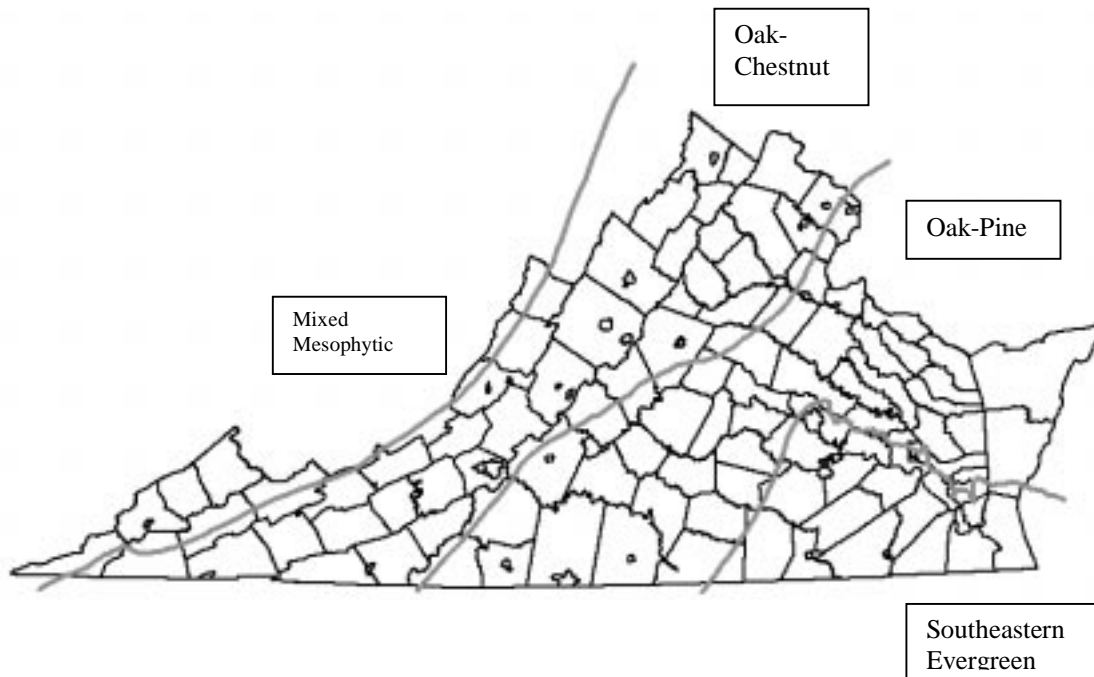 Oak-
Chestnut
Oak-Pine
Mixed
Mesophytic
Southeastern
Evergreen